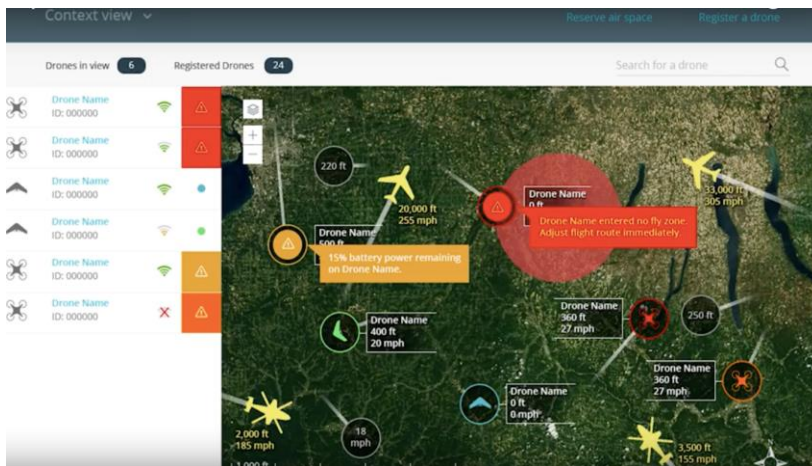 Context view
Reserve air space
Register a drone
Drones in view 6
Registered Drones 24
Search for a drone
Drone Name
ID: 000000
Drone Name
ID: 000000
Drone Name
ID: 000000
Drone Name
ID: 000000
Drone Name
ID: 000000
Drone Name
ID: 000000
220 ft
20,000 ft
255 mph
Drone Name
0 ft
Drone Name entered no fly zone.
Adjust flight route immediately.
33,000 ft
305 mph
Drone Name
500 ft
15% battery power remaining
on Drone Name.
Drone Name
400 ft
20 mph
Drone Name
360 ft
27 mph
250 ft
Drone Name
360 ft
27 mph
Drone Name
0 ft
0 mph
2,000 ft
185 mph
18
mph
3,500 ft
155 mph
1,000 ft